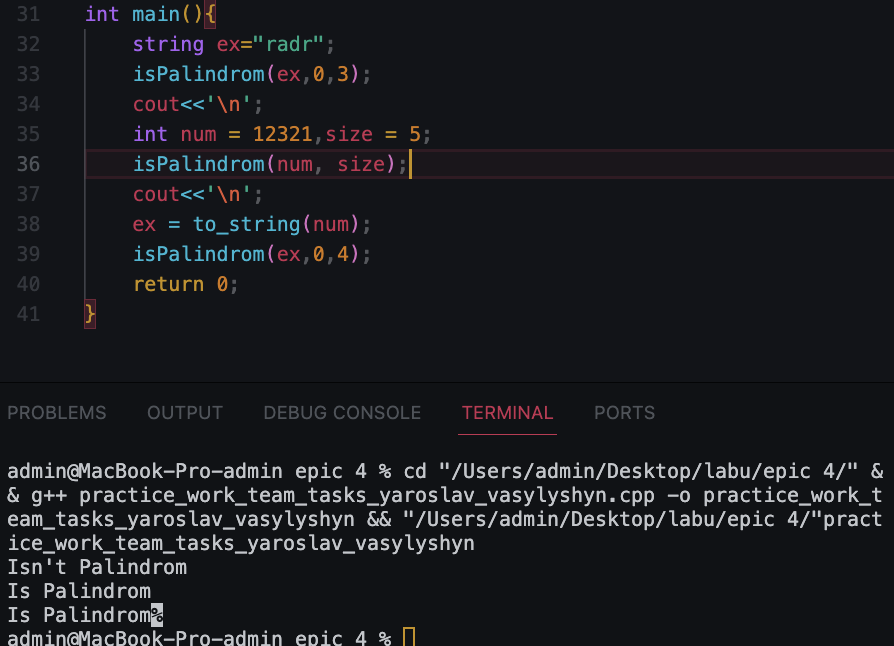 31 int main(){
32 string ex="radr";
33 isPalindrom(ex,0,3);
34 cout<<'\n';
35 int num = 12321,size = 5;
36 isPalindrom(num, size);
37 cout<<'\n';
38 ex = to_string(num);
39 isPalindrom(ex,0,4);
40 return 0;
41 }
PROBLEMS OUTPUT DEBUG CONSOLE TERMINAL PORTS
admin@MacBook-Pro-admin epic 4 % cd "/Users/admin/Desktop/labu/epic 4/" &
& g++ practice_work_team_tasks_yaroslav_vasylyshyn.cpp -o practice_work_t
eam_tasks_yaroslav_vasylyshyn && "/Users/admin/Desktop/labu/epic 4/"pract
ice_work_team_tasks_yaroslav_vasylyshyn
Isn't Palindrom
Is Palindrom
Is Palindrom%
admin@MacBook-Pro-admin epic 4 %